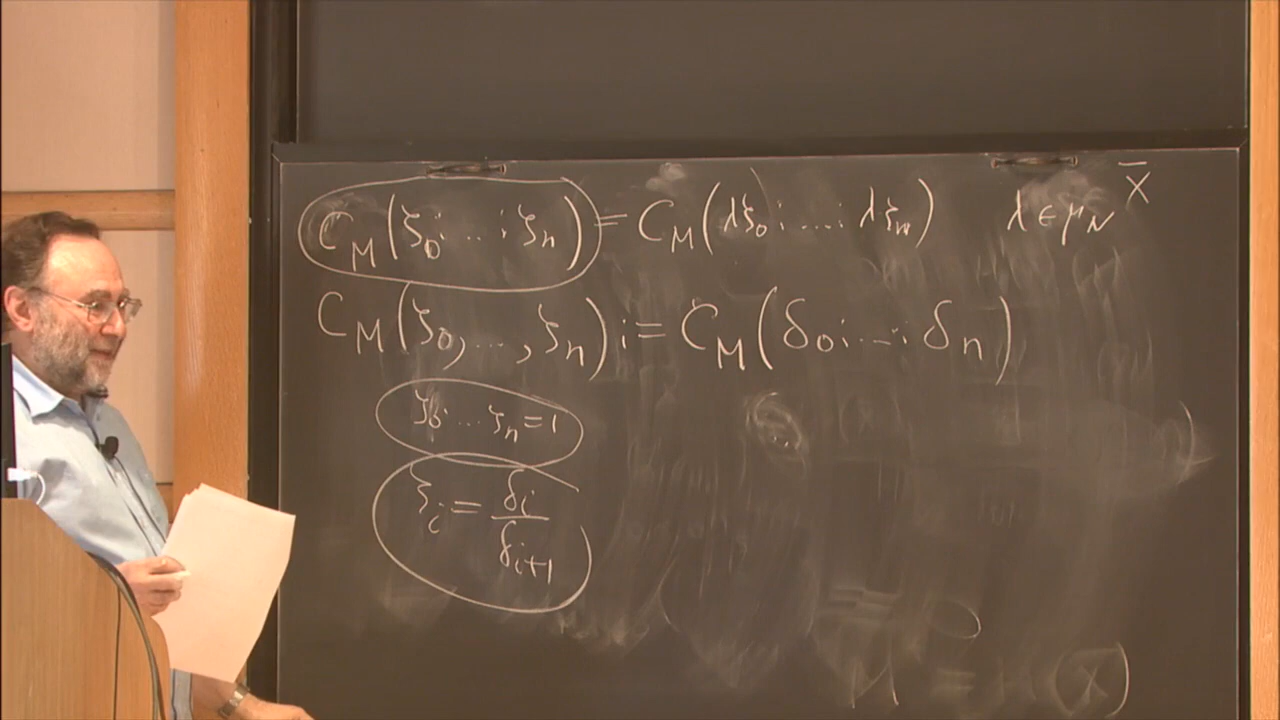 C_M(ζ_0 : ... : ζ_n) = C_M(λζ_0 : ... : λζ_n)   λ ∈ μ_N   X̄
C_M(ζ_0, ..., ζ_n) := C_M(δ_0 : ... : δ_n)
ζ_0 ... ζ_n = 1
ζ_i = δ_i / δ_{i+1}